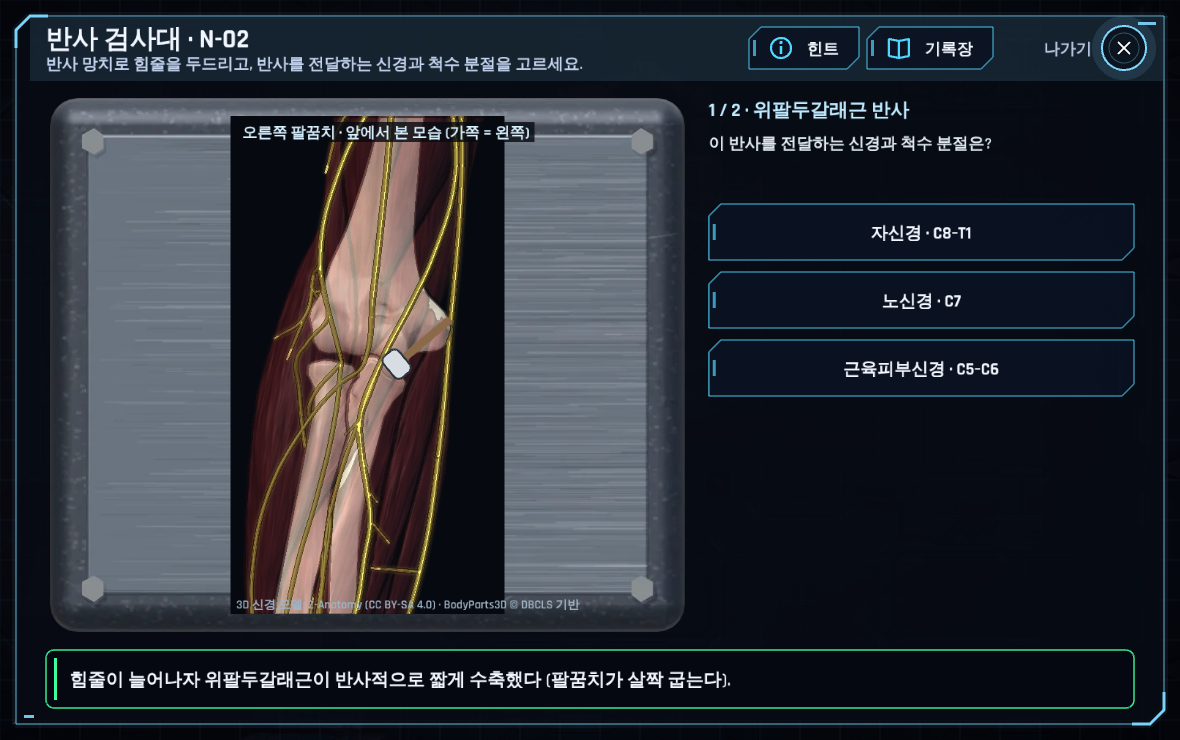 반사 검사대 · N-02
반사 망치로 힘줄을 두드리고, 반사를 전달하는 신경과 척수 분절을 고르세요.
힌트
기록장
나가기
오른쪽 팔꿈치 · 앞에서 본 모습 (가쪽 = 왼쪽)
3D 신경 모델: Z-Anatomy (CC BY-SA 4.0) · BodyParts3D © DBCLS 기반
1 / 2 · 위팔두갈래근 반사
이 반사를 전달하는 신경과 척수 분절은?
자신경 · C8-T1
노신경 · C7
근육피부신경 · C5-C6
힘줄이 늘어나자 위팔두갈래근이 반사적으로 짧게 수축했다 (팔꿈치가 살짝 굽는다).